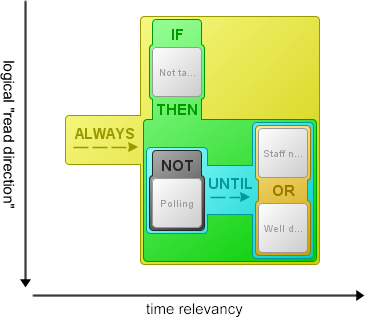 logical "read direction"
IF
Not ta...
THEN
ALWAYS
NOT
Polling
UNTIL
Staff n...
OR
Well d...
time relevancy